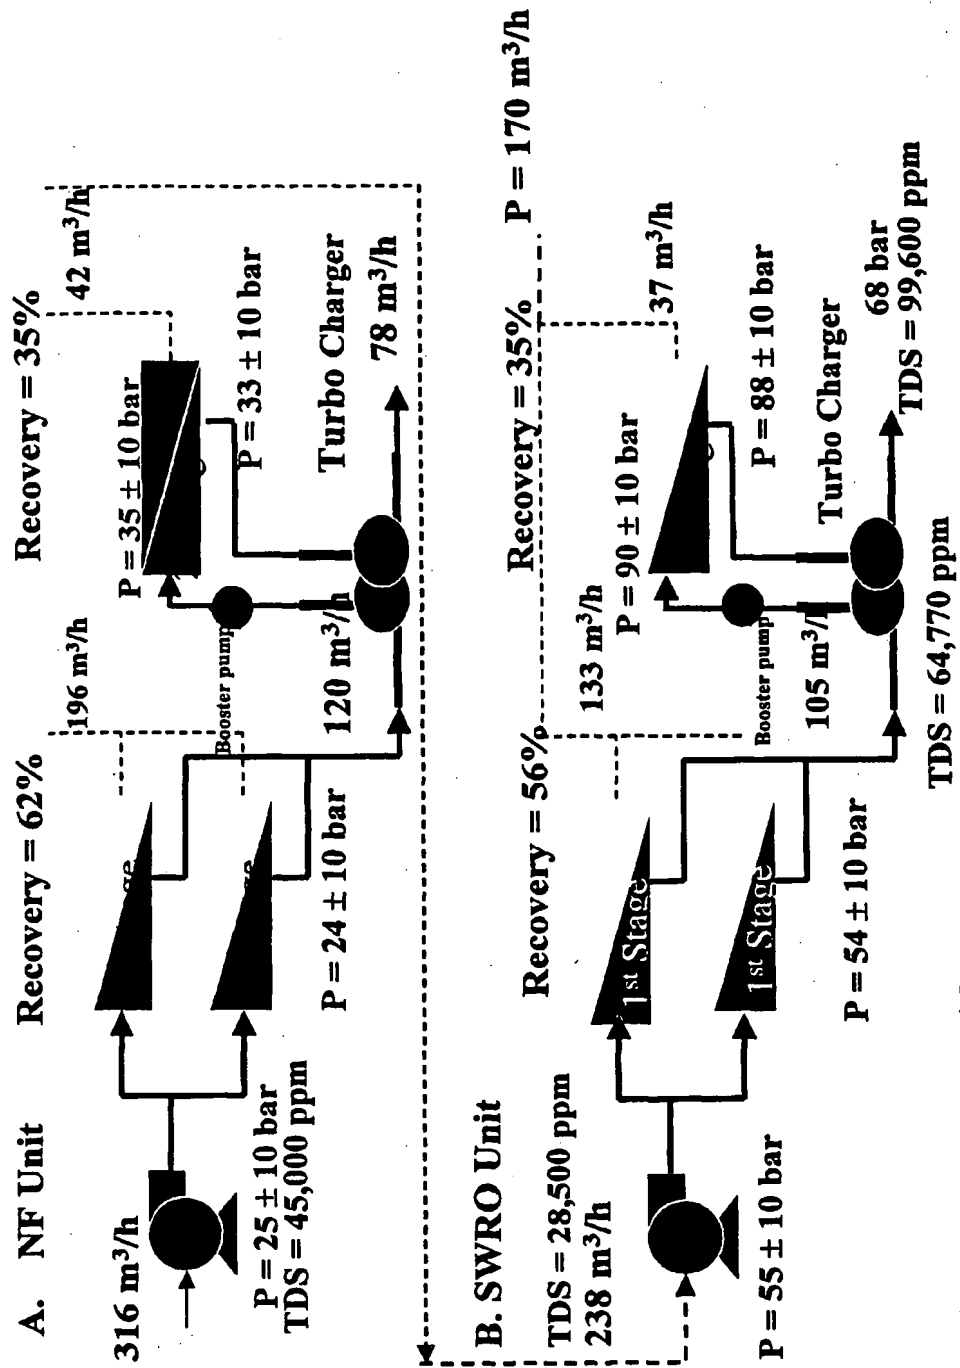 A. NF Unit
Recovery = 62%
Recovery = 35%
316 m³/h
196 m³/h
42 m³/h
P = 35 ± 10 bar
P = 33 ± 10 bar
Booster pump
P = 25 ± 10 bar
TDS = 45,000 ppm
P = 24 ± 10 bar
120 m³/h
Turbo Charger
78 m³/h
B. SWRO Unit
Recovery = 56%
Recovery = 35%
P = 170 m³/h
TDS = 28,500 ppm
238 m³/h
133 m³/h
P = 90 ± 10 bar
37 m³/h
1st Stage
1st Stage
Booster pump
P = 88 ± 10 bar
P = 55 ± 10 bar
P = 54 ± 10 bar
105 m³/
Turbo Charger
68 bar
TDS = 99,600 ppm
TDS = 64,770 ppm